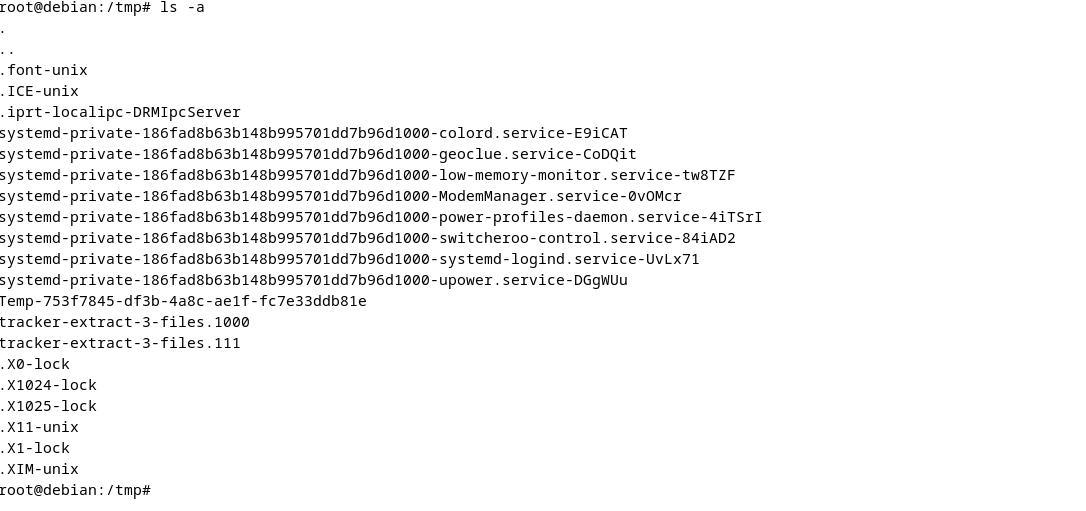 root@debian:/tmp# ls -a
.
..
.font-unix
.ICE-unix
.iprt-localipc-DRMIpcServer
systemd-private-186fad8b63b148b995701dd7b96d1000-colord.service-E9iCAT
systemd-private-186fad8b63b148b995701dd7b96d1000-geoclue.service-CoDQit
systemd-private-186fad8b63b148b995701dd7b96d1000-low-memory-monitor.service-tw8TZF
systemd-private-186fad8b63b148b995701dd7b96d1000-ModemManager.service-0vOMcr
systemd-private-186fad8b63b148b995701dd7b96d1000-power-profiles-daemon.service-4iTSrI
systemd-private-186fad8b63b148b995701dd7b96d1000-switcheroo-control.service-84iAD2
systemd-private-186fad8b63b148b995701dd7b96d1000-systemd-logind.service-UvLx71
systemd-private-186fad8b63b148b995701dd7b96d1000-upower.service-DGgWUu
Temp-753f7845-df3b-4a8c-ae1f-fc7e33ddb81e
tracker-extract-3-files.1000
tracker-extract-3-files.111
.X0-lock
.X1024-lock
.X1025-lock
.X11-unix
.X1-lock
.XIM-unix
root@debian:/tmp#